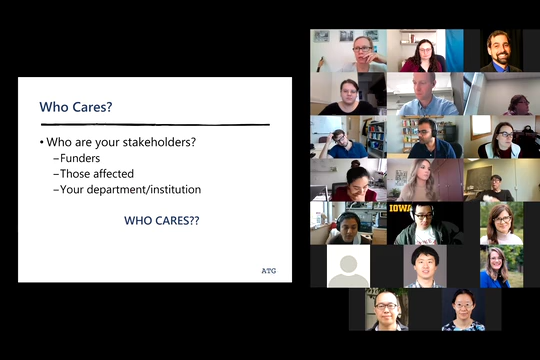 Who Cares?
• Who are your stakeholders?
–Funders
–Those affected
–Your department/institution
WHO CARES??
ATG
IOWA